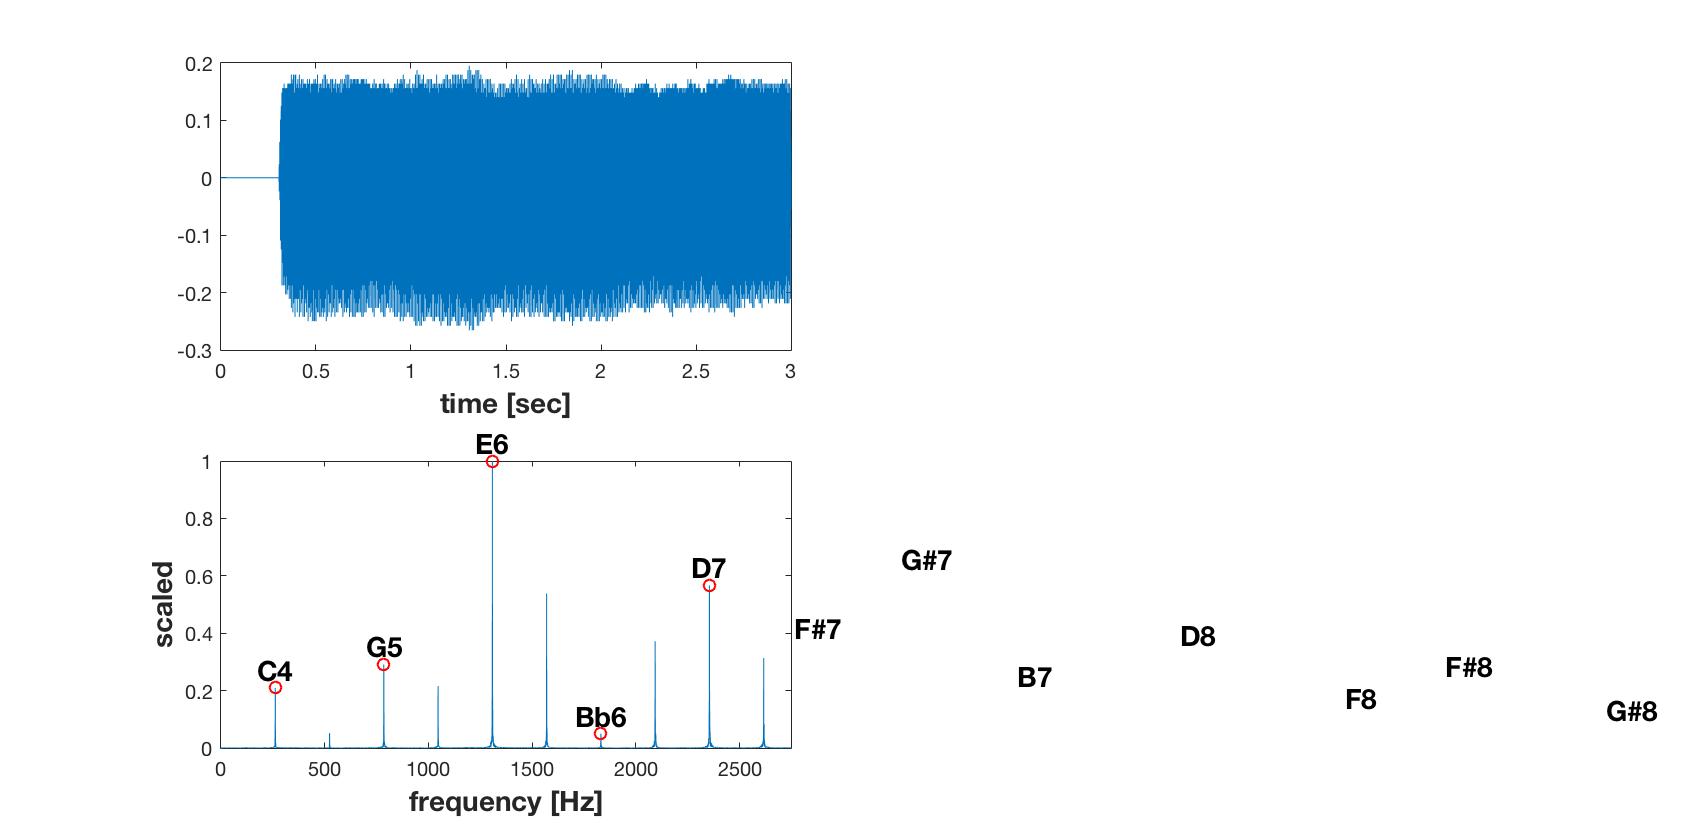 0.2
0.1
0
-0.1
-0.2
-0.3
0 0.5 1 1.5 2 2.5 3
time [sec]
E6
1
0.8
0.6
0.4
0.2
0
scaled
C4
G5
Bb6
D7
F#7
G#7
B7
D8
F8
F#8
G#8
0 500 1000 1500 2000 2500
frequency [Hz]